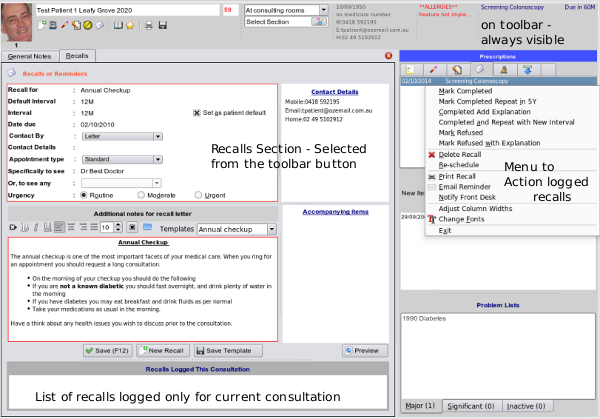 Test Patient 1 Leafy Grove 2020
59
At consulting rooms
Select Section
10/09/1950
no medicare number
M:
E:tpatient@ozemail.com.au
H:02 49 5102912
**ALLERGIES**
Feature not imple...
Screening Colonoscopy
Due in 60M
on toolbar -
always visible
1
General Notes
Recalls
Recalls or Reminders
Recall for : Annual Checkup
Default interval : 12M
Interval : 12M
Set as patient default
Date due : 02/10/2010
Contact By : Letter
Contact Details :
Appointment type : Standard
Specifically to see : Dr Best Doctor
Or, to see any :
Urgency : Routine Moderate Urgent
Contact Details
Mobile:0418 592195
Email:tpatient@ozemail.com.au
Home:02 49 5102912
Recalls Section - Selected
from the toolbar button
Additional notes for recall letter
B I U
10
Templates Annual checkup
Accompanying Items
Annual Checkup
The annual checkup is one of the most important facets of your medical care. When you ring for
an appointment you should request a long consultation.
On the morning of your checkup you should do the following
If you are not a known diabetic you should fast overnight, and drink plenty of water in
the morning
If you have diabetes you may eat breakfast and drink fluids as per normal
Take your medications as usual in the morning.
Have a think about any health issues you wish to discuss prior to the consultation.
Save (F12)
New Recall
Save Template
Preview
Recalls Logged This Consultation
List of recalls logged only for current consultation
Prescriptions
02/10/2014 Screening Colonoscopy
Mark Completed
Mark Completed Repeat in 5Y
Completed Add Explanation
Completed and Repeat with New Interval
Mark Refused
Mark Refused with Explanation
Delete Recall
Re-schedule
Print Recall
Email Reminder
Notify Front Desk
Adjust Column Widths
Change Fonts
Exit
Menu to
Action logged
recalls
New Iter
29/09/20
Problem Lists
1990 Diabetes
Major (1)
Significant (0)
Inactive (0)